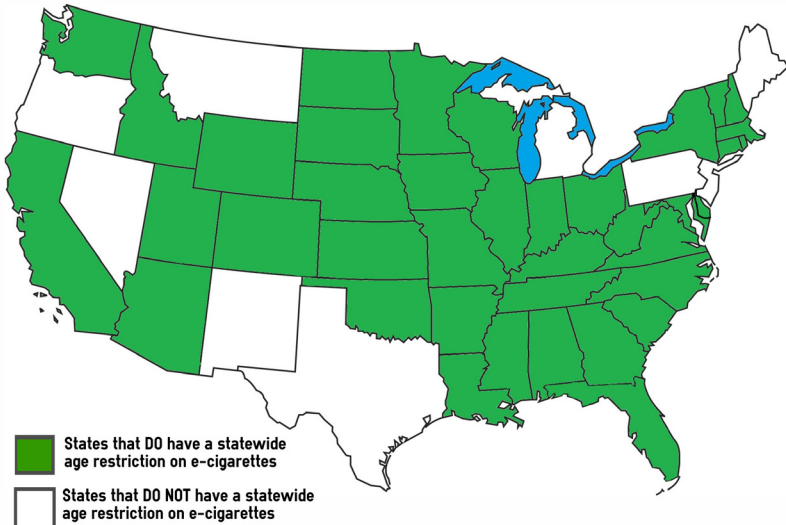 States that DO have a statewide
age restriction on e-cigarettes
States that DO NOT have a statewide
age restriction on e-cigarettes